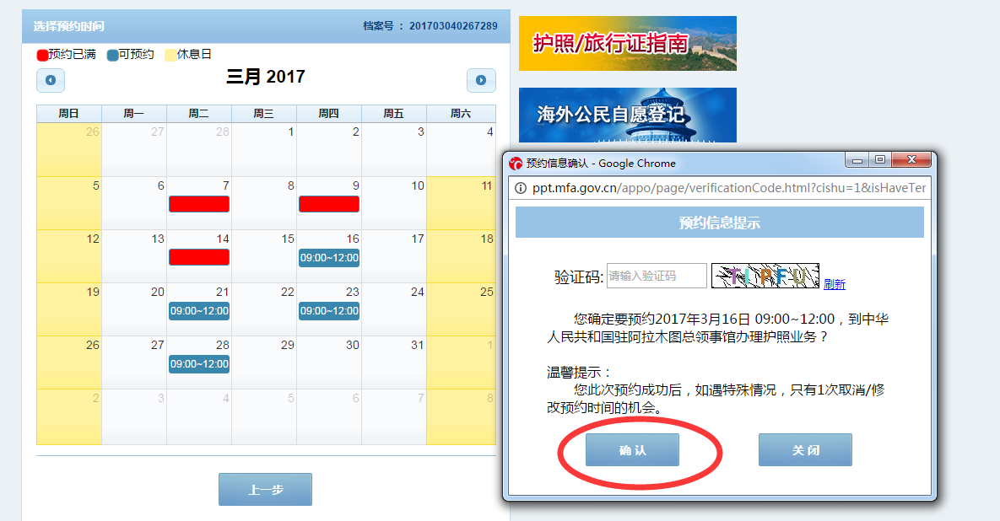 选择预约时间
档案号 ： 201703040267289
预约已满 可预约 休息日
三月 2017
周日 周一 周二 周三 周四 周五 周六
26 27 28 1 2 3 4
5 6 7 8 9 10 11
12 13 14 15 16 17 18
09:00~12:00
19 20 21 22 23 24 25
09:00~12:00 09:00~12:00
26 27 28 29 30 31 1
09:00~12:00
2 3 4 5 6 7 8
上一步
护照/旅行证指南
海外公民自愿登记
预约信息确认 - Google Chrome
ppt.mfa.gov.cn/appo/page/verificationCode.html?cishu=1&isHaveTer
预约信息提示
验证码: 请输入验证码 TIPFU 刷新
您确定要预约2017年3月16日 09:00~12:00，到中华
人民共和国驻阿拉木图总领事馆办理护照业务？
温馨提示：
您此次预约成功后，如遇特殊情况，只有1次取消/修
改预约时间的机会。
确 认
关 闭